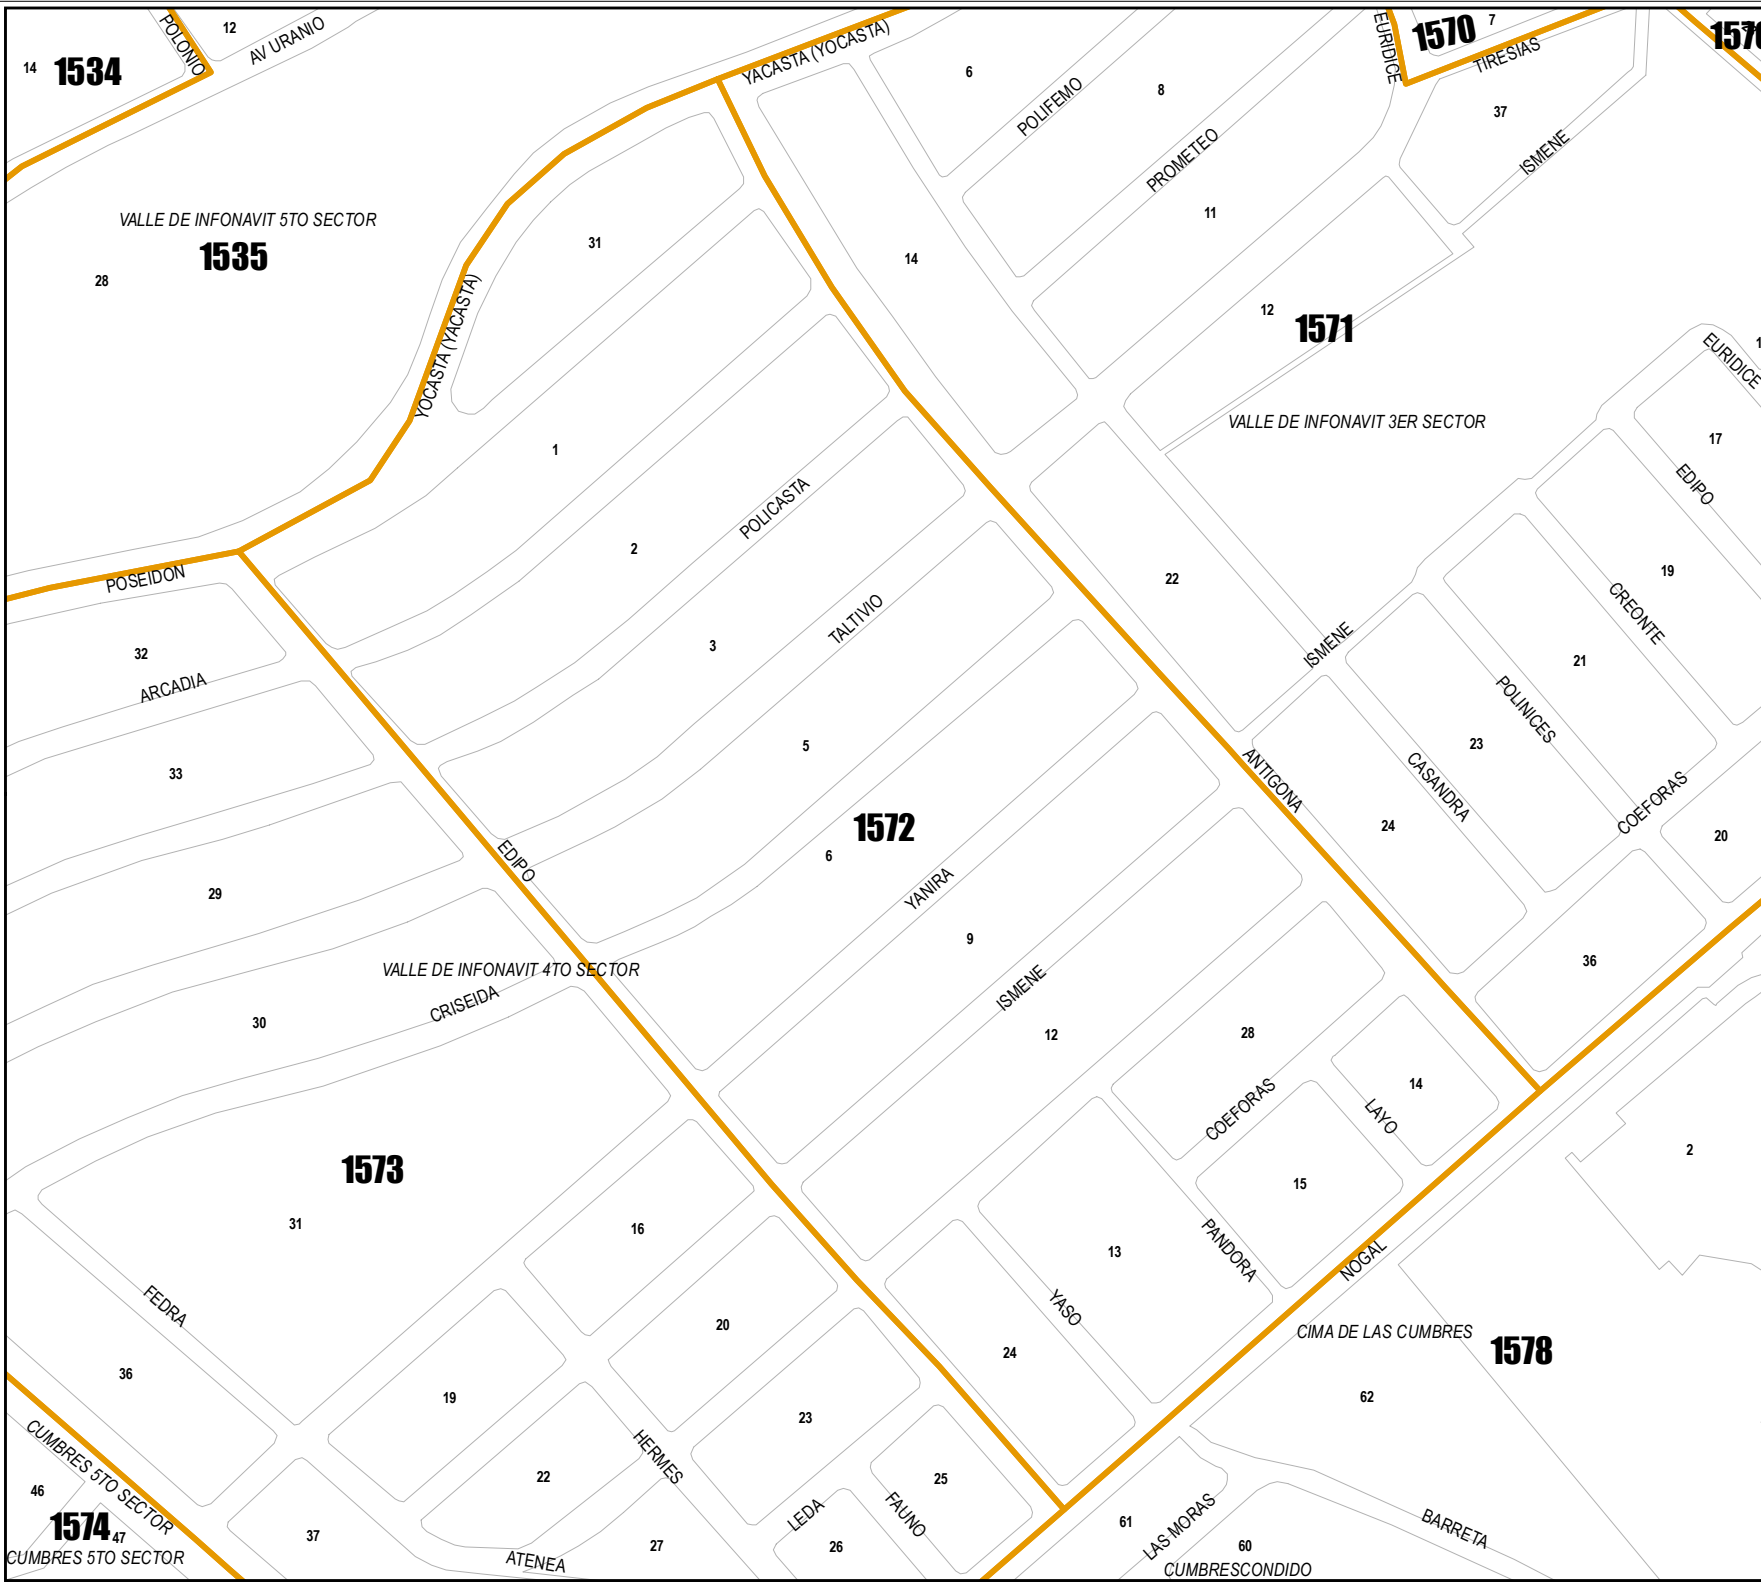 POLONIO
12
AV URANIO
14
1534
YACASTA (YOCASTA)
6
POLIFEMO
8
PROMETEO
EURIDICE
1570
7
TIRESIAS
37
ISMENE
VALLE DE INFONAVIT 5TO SECTOR
1535
28
31
14
11
12
1571
EURIDICE
YOCASTA (YACASTA)
VALLE DE INFONAVIT 3ER SECTOR
17
EDIPO
1
POLICASTA
2
POSEIDON
22
19
CREONTE
TALTIVIO
3
32
ARCADIA
ISMENE
21
POLINICES
23
33
5
ANTIGONA
CASANDRA
COEFORAS
1572
24
20
6
EDIPO
29
YANIRA
9
36
VALLE DE INFONAVIT 4TO SECTOR
CRISEIDA
ISMENE
30
12
28
14
COEFORAS
LAYO
2
1573
15
31
16
13
PANDORA
NOGAL
FEDRA
YASO
20
CIMA DE LAS CUMBRES
1578
24
36
19
62
23
CUMBRES 5TO SECTOR
HERMES
22
25
46
LEDA
FAUNO
61
LAS MORAS
BARRETA
1574
47
37
27
26
60
CUMBRES 5TO SECTOR
ATENEA
CUMBRESCONDIDO